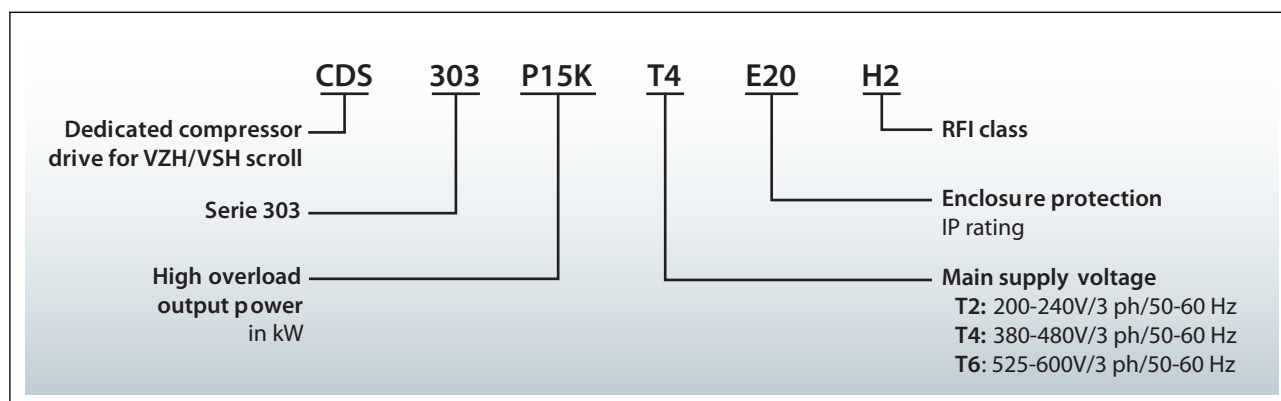 CDS 303 P15K T4 E20 H2
Dedicated compressor
drive for VZH/VSH scroll
Serie 303
High overload
output power
in kW
RFI class
Enclosure protection
IP rating
Main supply voltage
T2: 200-240V/3 ph/50-60 Hz
T4: 380-480V/3 ph/50-60 Hz
T6: 525-600V/3 ph/50-60 Hz